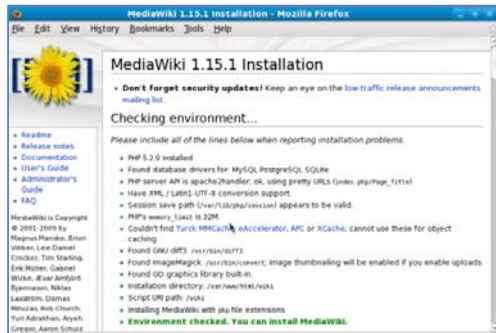 MediaWiki 1.15.1 Installation - Mozilla Firefox
File Edit View History Bookmarks Tools Help
MediaWiki 1.15.1 Installation
Don't forget security updates! Keep an eye on the low-traffic release announcements
mailing list.
Checking environment...
Please include all of the lines below when reporting installation problems.
PHP 5.2.9 installed
Found database drivers for: MySQL PostgreSQL SQLite
PHP server API is apache2handler; ok, using pretty URLs (index.php/Page_Title)
Have XML / Latin1-UTF-8 conversion support.
Session save path (/var/lib/php/session) appears to be valid.
PHP's memory_limit is 32M.
Couldn't find Turck MMCache, eAccelerator, APC or XCache; cannot use these for object
caching.
Found GNU diff3: /usr/bin/diff3.
Found ImageMagick: /usr/bin/convert; image thumbnailing will be enabled if you enable uploads.
Found GD graphics library built-in.
Installation directory: /var/www/html/wiki
Script URI path: /wiki
Installing MediaWiki with php file extensions
Environment checked. You can install MediaWiki.
Readme
Release notes
Documentation
User's Guide
Administrator's
Guide
FAQ
MediaWiki is Copyright
© 2001-2009 by
Magnus Manske, Brion
Vibber, Lee Daniel
Crocker, Tim Starling,
Erik Möller, Gabriel
Wicke, Ævar Arnfjörð
Bjarmason, Niklas
Laxström, Domas
Mituzas, Rob Church,
Yuri Astrakhan, Aryeh
Gregor, Aaron Schulz